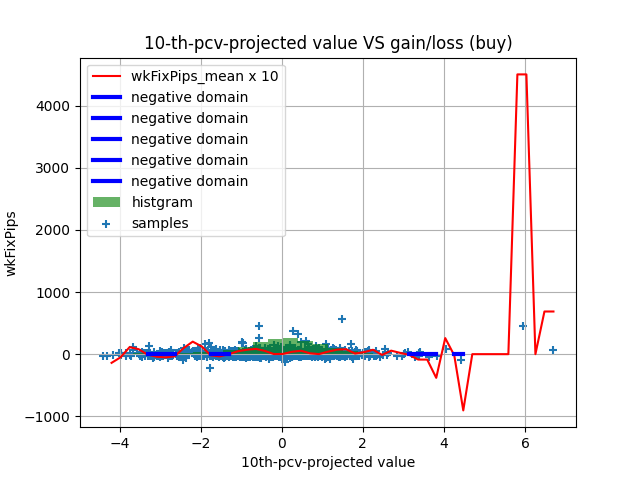 10-th-pcv-projected value VS gain/loss (buy)
wkFixPips_mean x 10
negative domain
negative domain
negative domain
negative domain
negative domain
histgram
samples
wkFixPips
4000
3000
2000
1000
0
−1000
−4 −2 0 2 4 6
10th-pcv-projected value